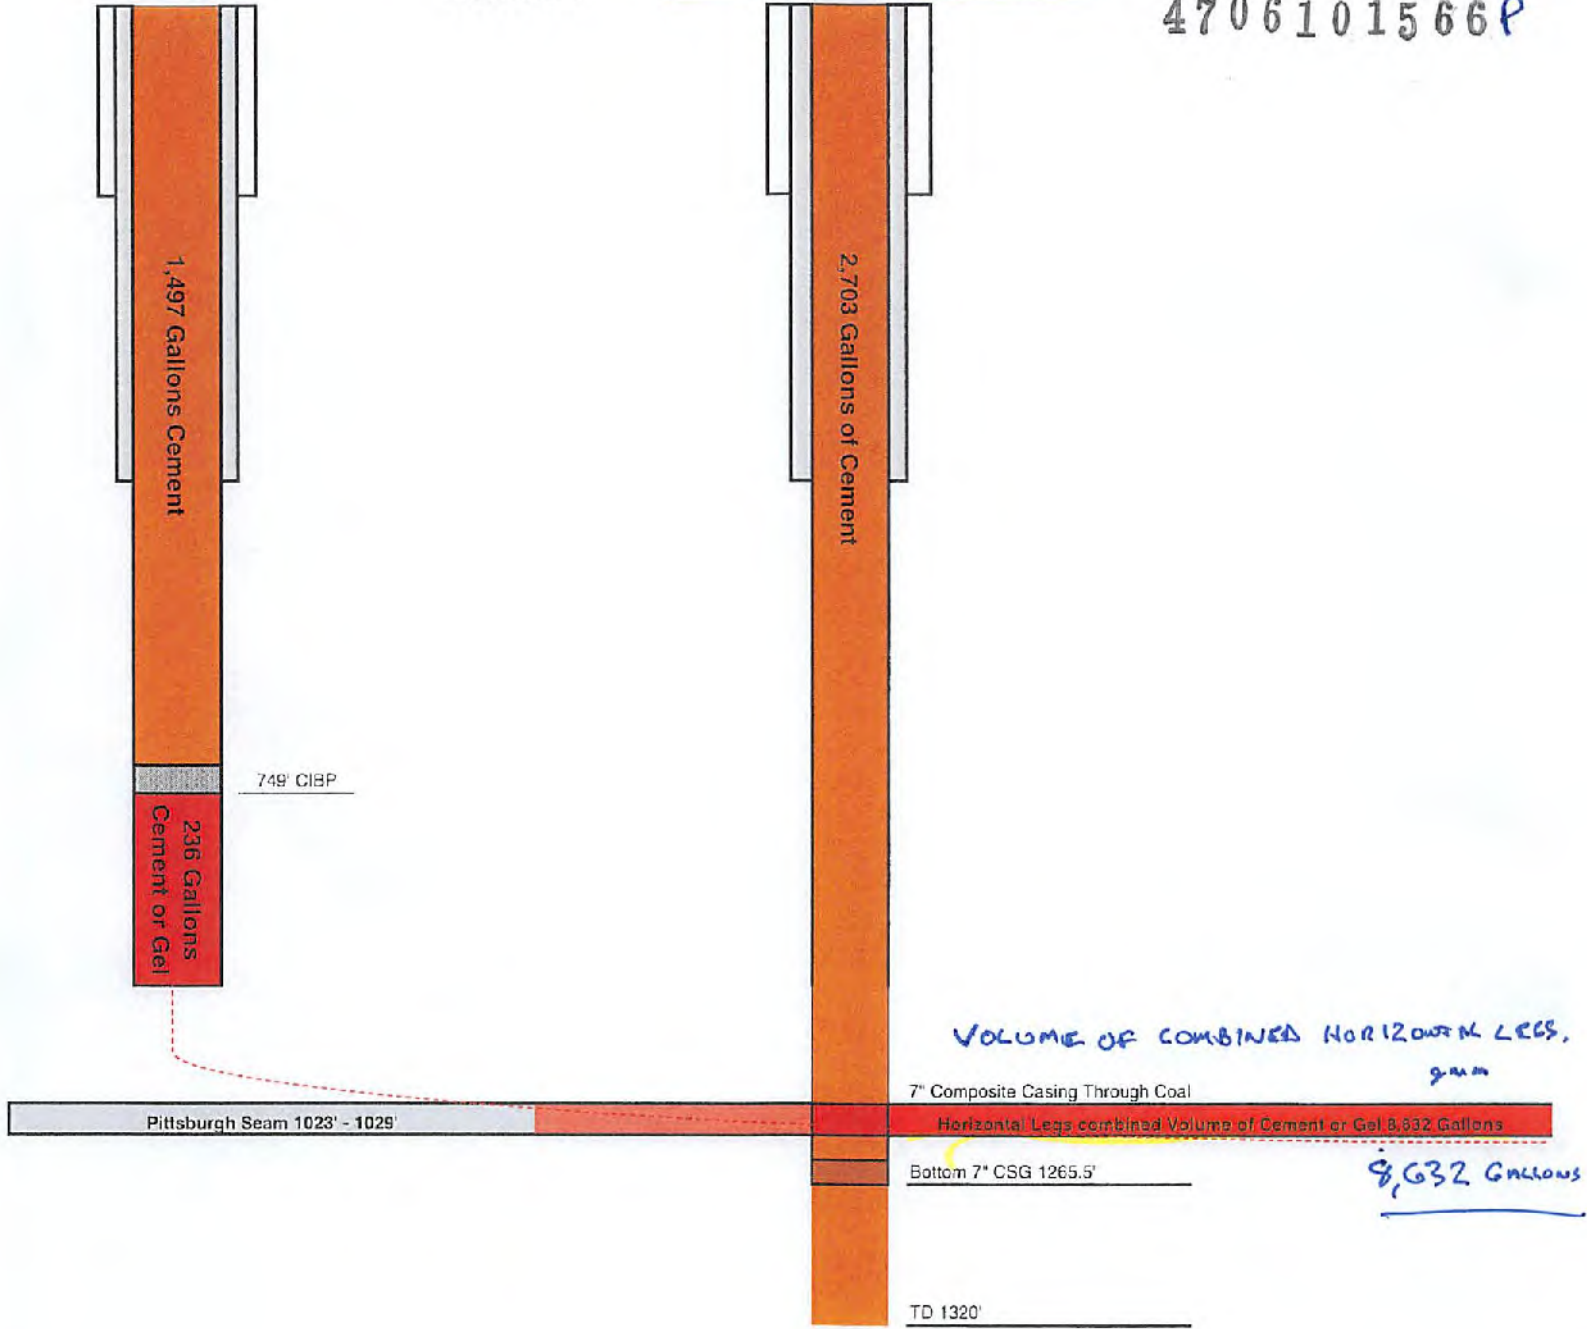 4706101566P
1,497 Gallons Cement
2,703 Gallons of Cement
749' CIBP
236 Gallons
Cement or Gel
VOLUME OF COMBINED HORIZONTAL LEGS.
7" Composite Casing Through Coal
Pittsburgh Seam 1023' - 1029'
Horizontal Legs combined Volume of Cement or Gel 8,632 Gallons
Bottom 7" CSG 1265.5'
8,632 GALLONS
TD 1320'